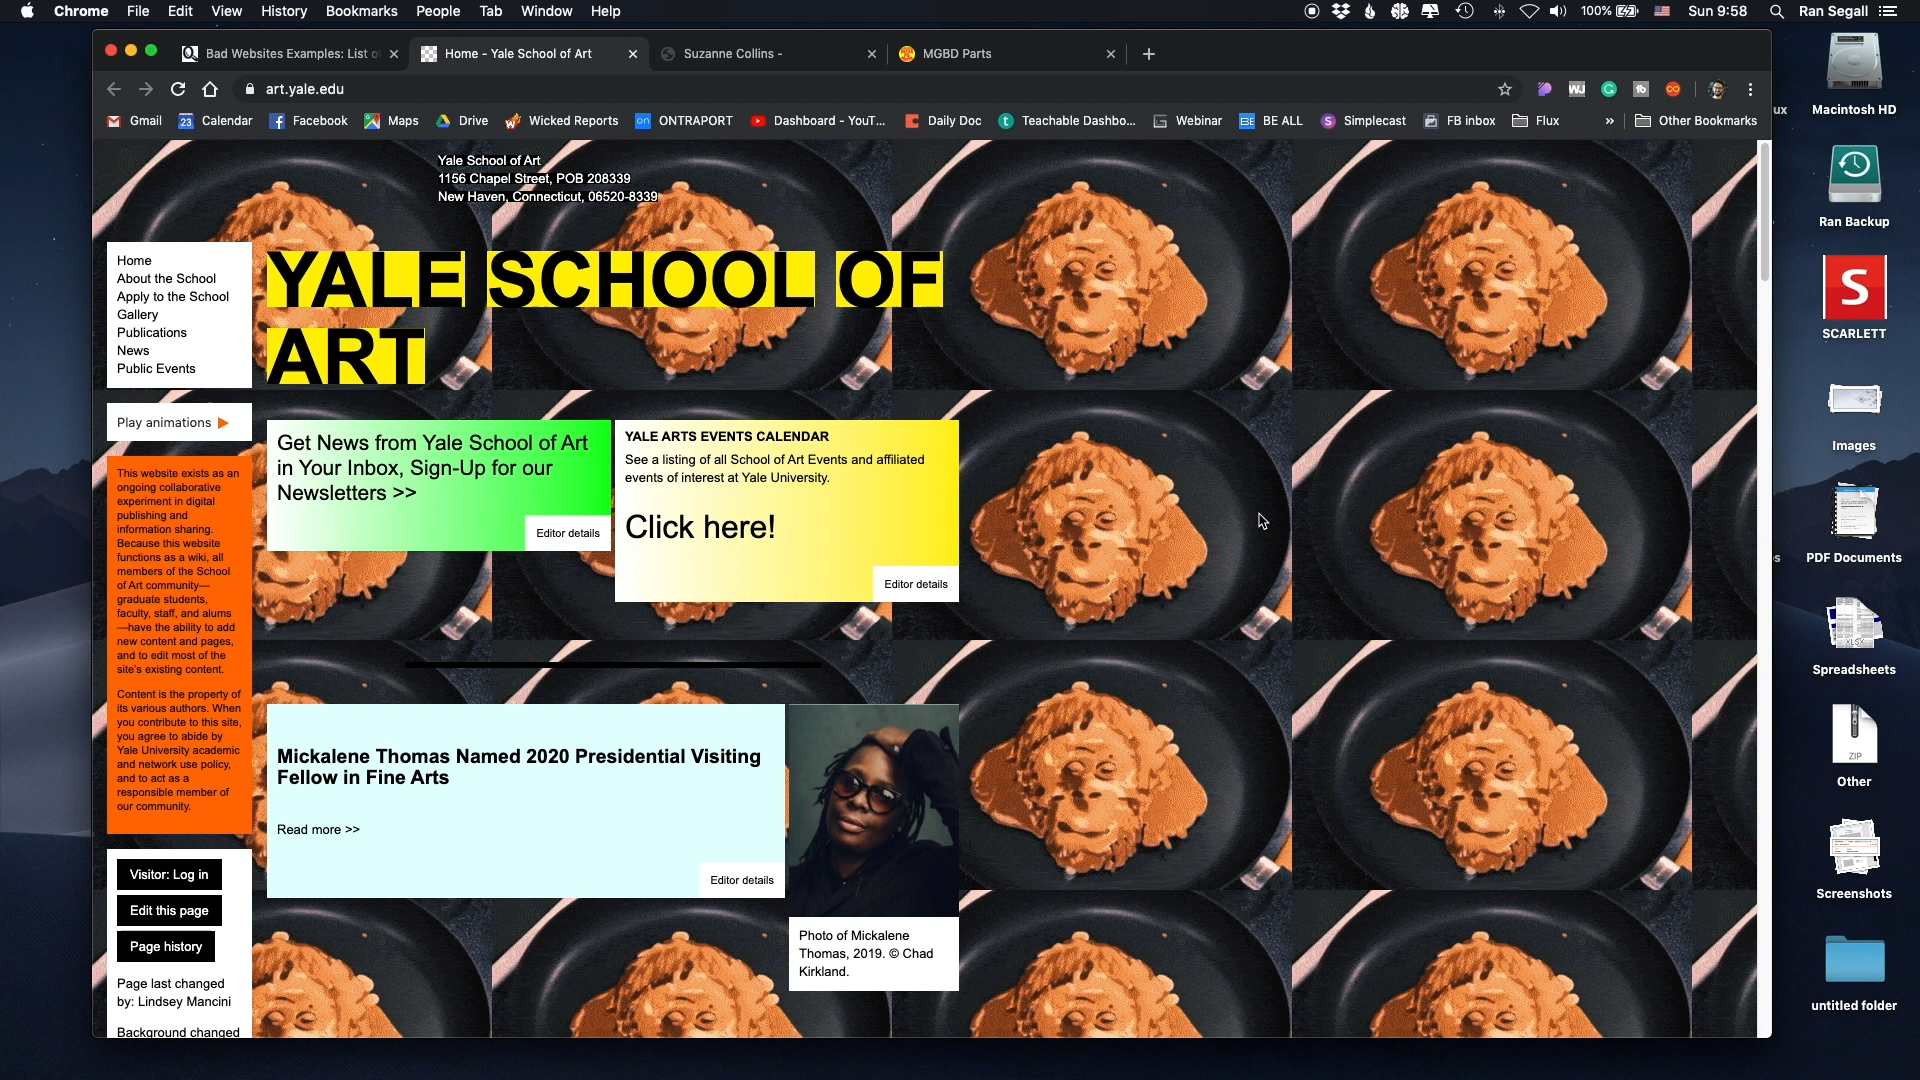 Chrome File Edit View History Bookmarks People Tab Window Help
100% Sun 9:58 Ran Segall
Bad Websites Examples: List o
Home - Yale School of Art
Suzanne Collins -
MGBD Parts
art.yale.edu
Gmail
23 Calendar
Facebook
Maps
Drive
Wicked Reports
on ONTRAPORT
Dashboard - YouT...
Daily Doc
t Teachable Dashbo...
Webinar
BE BE ALL
S Simplecast
FB inbox
Flux
»
Other Bookmarks
Yale School of Art
1156 Chapel Street, POB 208339
New Haven, Connecticut, 06520-8339
Home
About the School
Apply to the School
Gallery
Publications
News
Public Events
YALE SCHOOL OF
ART
Play animations
This website exists as an
ongoing collaborative
experiment in digital
publishing and
information sharing.
Because this website
functions as a wiki, all
members of the School
of Art community—
graduate students,
faculty, staff, and alums
—have the ability to add
new content and pages,
and to edit most of the
site's existing content.
Content is the property of
its various authors. When
you contribute to this site,
you agree to abide by
Yale University academic
and network use policy,
and to act as a
responsible member of
our community.
Visitor: Log in
Edit this page
Page history
Page last changed
by: Lindsey Mancini
Background changed
Get News from Yale School of Art
in Your Inbox, Sign-Up for our
Newsletters >>
Editor details
YALE ARTS EVENTS CALENDAR
See a listing of all School of Art Events and affiliated
events of interest at Yale University.
Click here!
Editor details
Mickalene Thomas Named 2020 Presidential Visiting
Fellow in Fine Arts
Read more >>
Editor details
Photo of Mickalene
Thomas, 2019. © Chad
Kirkland.
Macintosh HD
ux
Ran Backup
S
SCARLETT
Images
PDF Documents
XLSX
Spreadsheets
ZIP
Other
Screenshots
untitled folder